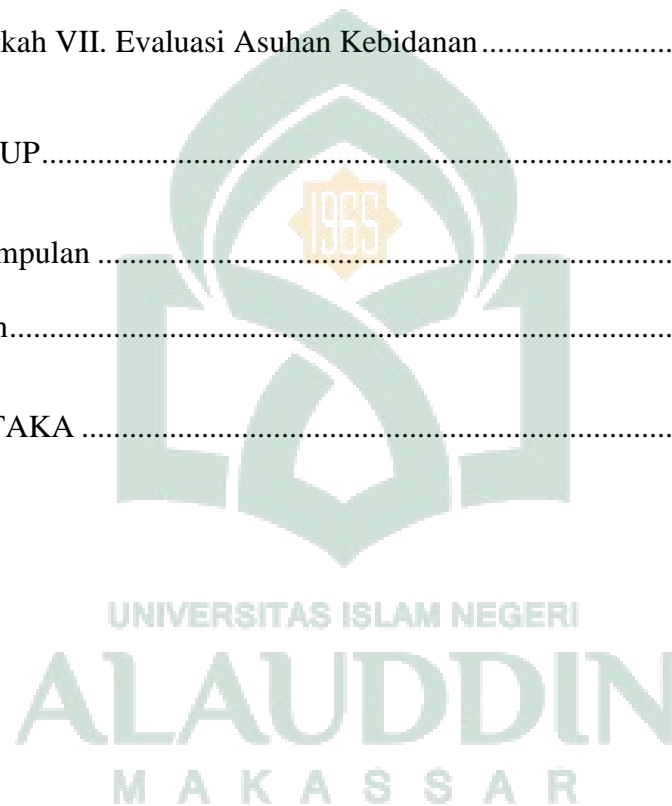 kah VII. Evaluasi Asuhan Kebidanan ......................
UP..............................................................................
mpulan .......................................................................
n..................................................................................
TAKA .........................................................................
1965
UNIVERSITAS ISLAM NEGERI
ALAUDDIN
MAKASSAR